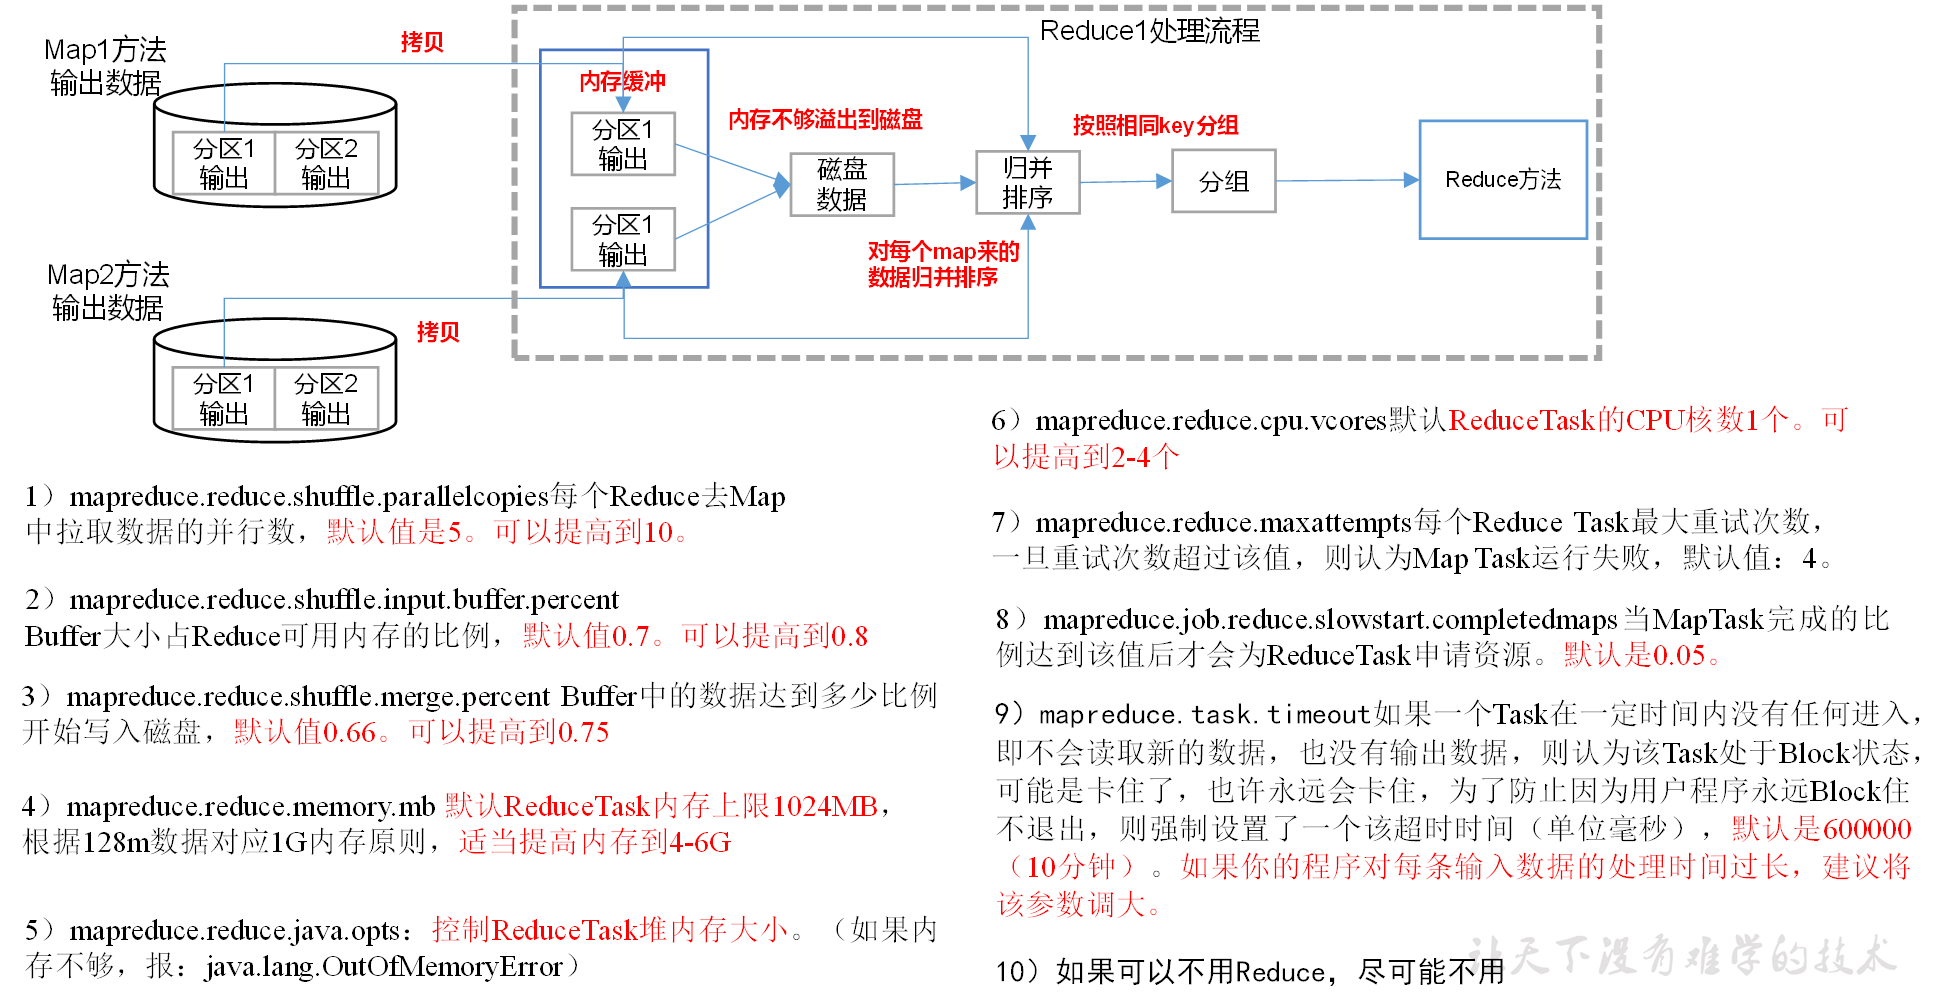 Reduce1处理流程
Map1方法
输出数据
拷贝
分区1
输出
分区2
输出
内存缓冲
分区1
输出
分区1
输出
内存不够溢出到磁盘
磁盘
数据
归并
排序
对每个map来的
数据归并排序
按照相同key分组
分组
Reduce方法
Map2方法
输出数据
拷贝
分区1
输出
分区2
输出
1）mapreduce.reduce.shuffle.parallelcopies每个Reduce去Map
中拉取数据的并行数，默认值是5。可以提高到10。
2）mapreduce.reduce.shuffle.input.buffer.percent
Buffer大小占Reduce可用内存的比例，默认值0.7。可以提高到0.8
3）mapreduce.reduce.shuffle.merge.percent Buffer中的数据达到多少比例
开始写入磁盘，默认值0.66。可以提高到0.75
4）mapreduce.reduce.memory.mb 默认ReduceTask内存上限1024MB，
根据128m数据对应1G内存原则，适当提高内存到4-6G
5）mapreduce.reduce.java.opts：控制ReduceTask堆内存大小。（如果内
存不够，报：java.lang.OutOfMemoryError）
6）mapreduce.reduce.cpu.vcores默认ReduceTask的CPU核数1个。可
以提高到2-4个
7）mapreduce.reduce.maxattempts每个Reduce Task最大重试次数，
一旦重试次数超过该值，则认为Map Task运行失败，默认值：4。
8）mapreduce.job.reduce.slowstart.completedmaps当MapTask完成的比
例达到该值后才会为ReduceTask申请资源。默认是0.05。
9）mapreduce.task.timeout如果一个Task在一定时间内没有任何进入，
即不会读取新的数据，也没有输出数据，则认为该Task处于Block状态，
可能是卡住了，也许永远会卡住，为了防止因为用户程序永远Block住
不退出，则强制设置了一个该超时时间（单位毫秒），默认是600000
（10分钟）。如果你的程序对每条输入数据的处理时间过长，建议将
该参数调大。
10）如果可以不用Reduce，尽可能不用
让天下没有难学的技术